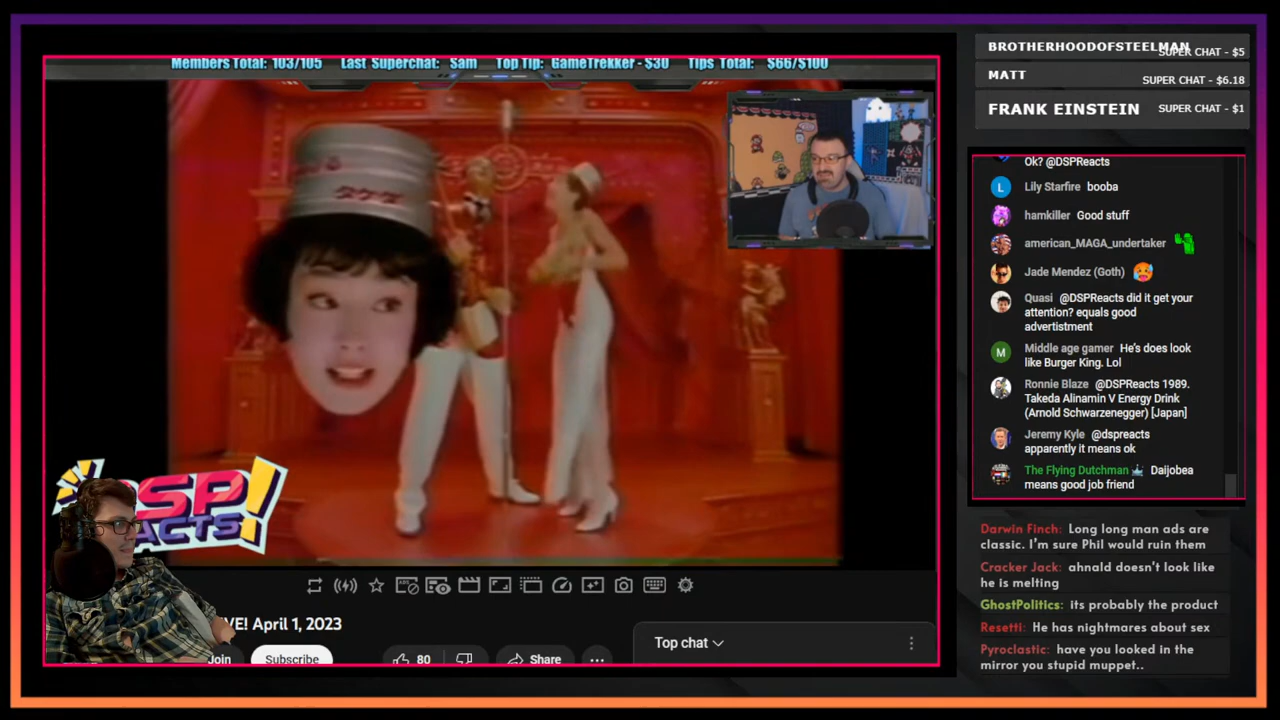 Members Total: 103/105 Last Superchat: Sam Top Tip: GameTrekker - $30 Tips Total: $66/$100
BROTHERHOODOFSTEELMAN SUPER CHAT - $5
MATT SUPER CHAT - $6.18
FRANK EINSTEIN SUPER CHAT - $1
Ok? @DSPReacts
L Lily Starfire booba
hamkiller Good stuff
american_MAGA_undertaker
Jade Mendez (Goth)
Quasi @DSPReacts did it get your
attention? equals good
advertistment
M Middle age gamer He's does look
like Burger King. Lol
Ronnie Blaze @DSPReacts 1989.
Takeda Alinamin V Energy Drink
(Arnold Schwarzenegger) [Japan]
Jeremy Kyle @dspreacts
apparently it means ok
The Flying Dutchman Daijobea
means good job friend
Darwin Finch: Long long man ads are
classic. I'm sure Phil would ruin them
Cracker Jack: ahnald doesn't look like
he is melting
GhostPolitics: its probably the product
Resetti: He has nightmares about sex
Pyroclastic: have you looked in the
mirror you stupid muppet..
DSP
REACTS!
VE! April 1, 2023
Join Subscribe 80 Share ...
Top chat